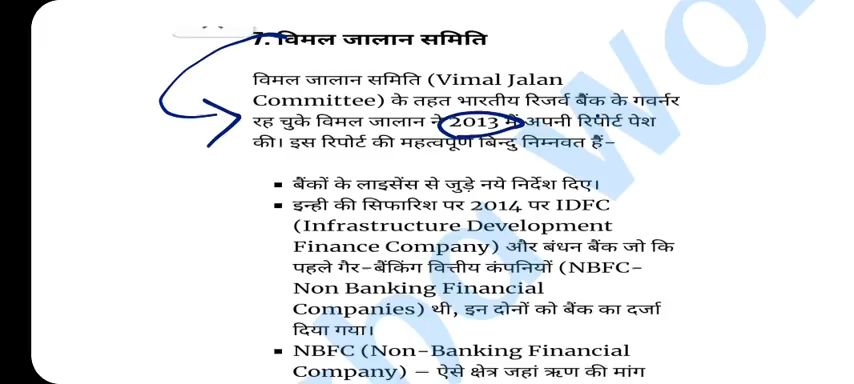 7. विमल जालान समिति
विमल जालान समिति (Vimal Jalan
Committee) के तहत भारतीय रिजर्व बैंक के गवर्नर
रह चुके विमल जालान ने 2013 में अपनी रिपोर्ट पेश
की। इस रिपोर्ट की महत्वपूर्ण बिन्दु निम्नवत हैं–
▪ बैंकों के लाइसेंस से जुड़े नये निर्देश दिए।
▪ इन्ही की सिफारिश पर 2014 पर IDFC
(Infrastructure Development
Finance Company) और बंधन बैंक जो कि
पहले गैर–बैंकिंग वित्तीय कंपनियों (NBFC–
Non Banking Financial
Companies) थी, इन दोनों को बैंक का दर्जा
दिया गया।
▪ NBFC (Non–Banking Financial
Company) – ऐसे क्षेत्र जहां ऋण की मांग